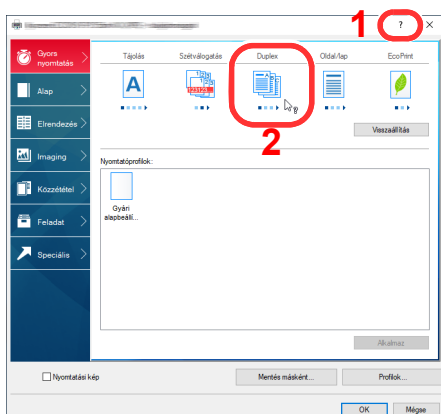 1
?
Gyors
nyomtatás
Tájolás
Szétválogatás
Duplex
Oldal/lap
EcoPrint
Alap
A
123123
2
Elrendezés
Visszaállítás
Imaging
Nyomtatóprofilok:
Közzététel
Gyári
alapbeállí...
Feladat
Speciális
Alkalmaz
Nyomtatási kép
Mentés másként...
Profilok...
OK
Mégse